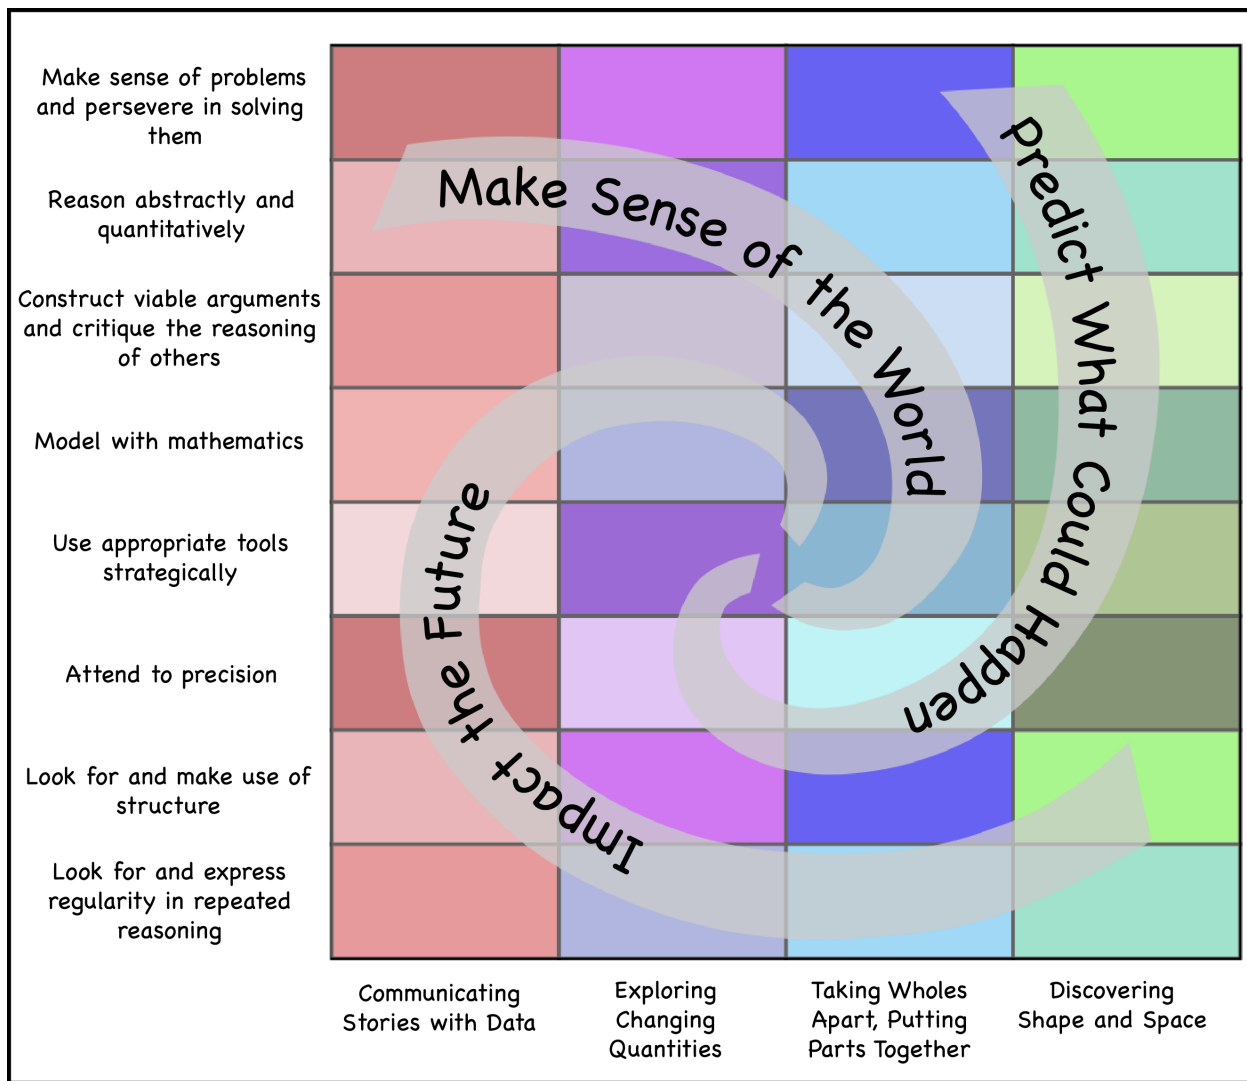 Make sense of problems
and persevere in solving
them
Reason abstractly and
quantitatively
Construct viable arguments
and critique the reasoning
of others
Model with mathematics
Use appropriate tools
strategically
Attend to precision
Look for and make use of
structure
Look for and express
regularity in repeated
reasoning
Make Sense of the World
Predict What Could Happen
Impact the Future
Communicating
Stories with Data
Exploring
Changing
Quantities
Taking Wholes
Apart, Putting
Parts Together
Discovering
Shape and Space